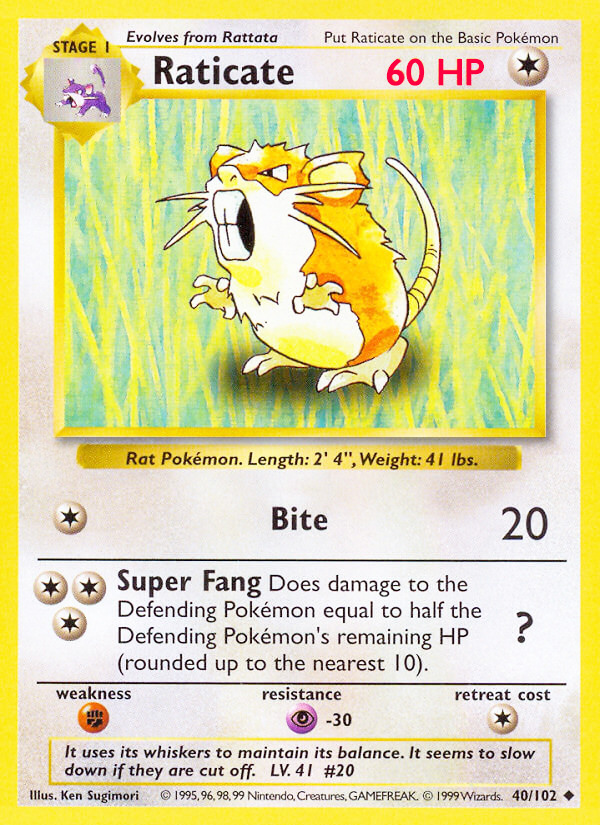 STAGE 1
Evolves from Rattata
Put Raticate on the Basic Pokémon
Raticate
60 HP
Rat Pokémon. Length: 2' 4", Weight: 41 lbs.
Bite
20
Super Fang Does damage to the
Defending Pokémon equal to half the
Defending Pokémon's remaining HP
(rounded up to the nearest 10).
?
weakness
resistance
retreat cost
-30
It uses its whiskers to maintain its balance. It seems to slow
down if they are cut off. LV. 41 #20
Illus. Ken Sugimori © 1995, 96, 98, 99 Nintendo, Creatures, GAMEFREAK. © 1999 Wizards. 40/102 ◆